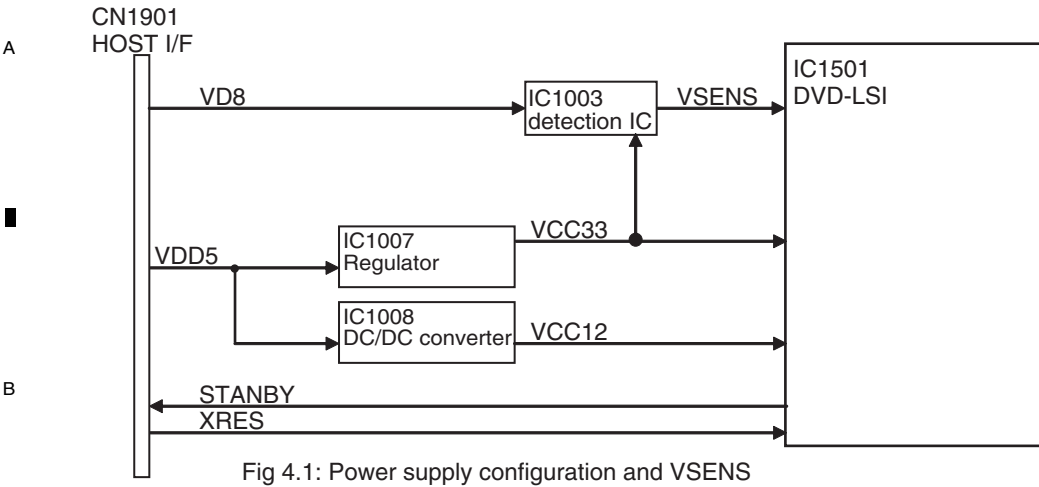 CN1901
HOST I/F
A
IC1501
DVD-LSI
VD8
IC1003
detection IC
VSENS
VCC33
IC1007
Regulator
VDD5
IC1008
DC/DC converter
VCC12
B
STANBY
XRES
Fig 4.1: Power supply configuration and VSENS